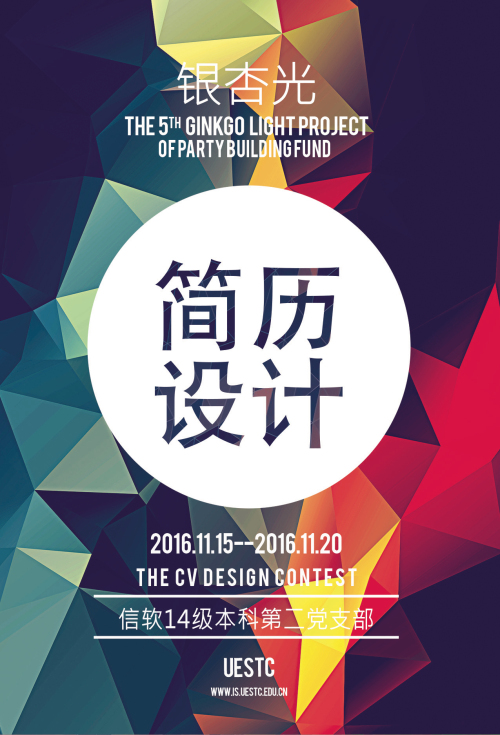 银杏光
THE 5TH GINKGO LIGHT PROJECT
OF PARTY BUILDING FUND
简历
设计
2016.11.15--2016.11.20
THE CV DESIGN CONTEST
信软14级本科第二党支部
UESTC
WWW.IS.UESTC.EDU.CN